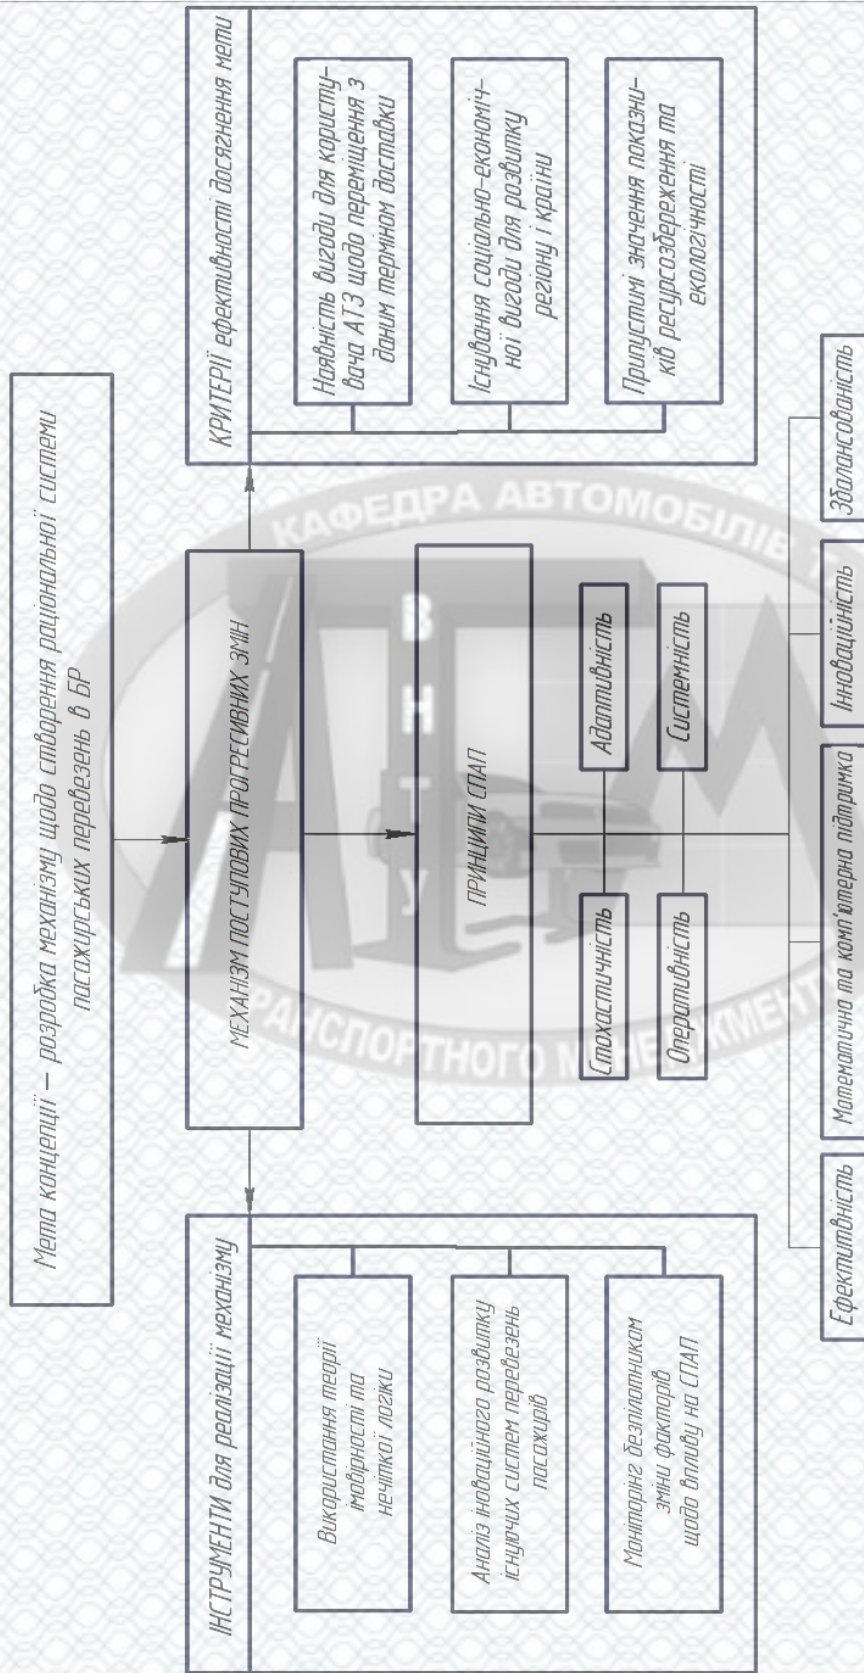 Мета концепції – розробка механізму щодо створення раціональної системи
пасажирських перевезень в БР
ІНСТРУМЕНТИ для реалізації механізму
Використання теорії
імовірності та
нечіткої логіки
Аналіз іноваційного розвитку
існуючих систем перевезень
пасажирів
Моніторінг безпілотником
зміни факторів
щодо впливу на СПАП
МЕХАНІЗМ ПОСТУПОВИХ ПРОГРЕСИВНИХ ЗМІН
ПРИНЦИПИ СПАП
Стохастичність
Адаптивність
Оперативність
Системність
КРИТЕРІЇ ефективності досягнення мети
Наявність вигоди для користу-
вача АТЗ щодо переміщення з
даним терміном доставки
Існування соціально-економіч-
ної вигоди для розвитку
регіону і країни
Припустимі значення показни-
ків ресурсозбереження та
екологічності
Ефективтність
Математична та комп'ютерна підтримка
Інноваційність
Збалансованість
КАФЕДРА АВТОМОБІЛІВ Т
ВНТУ
АТМ
ТРАНСПОРТНОГО МЕНЕДЖМЕНТУ